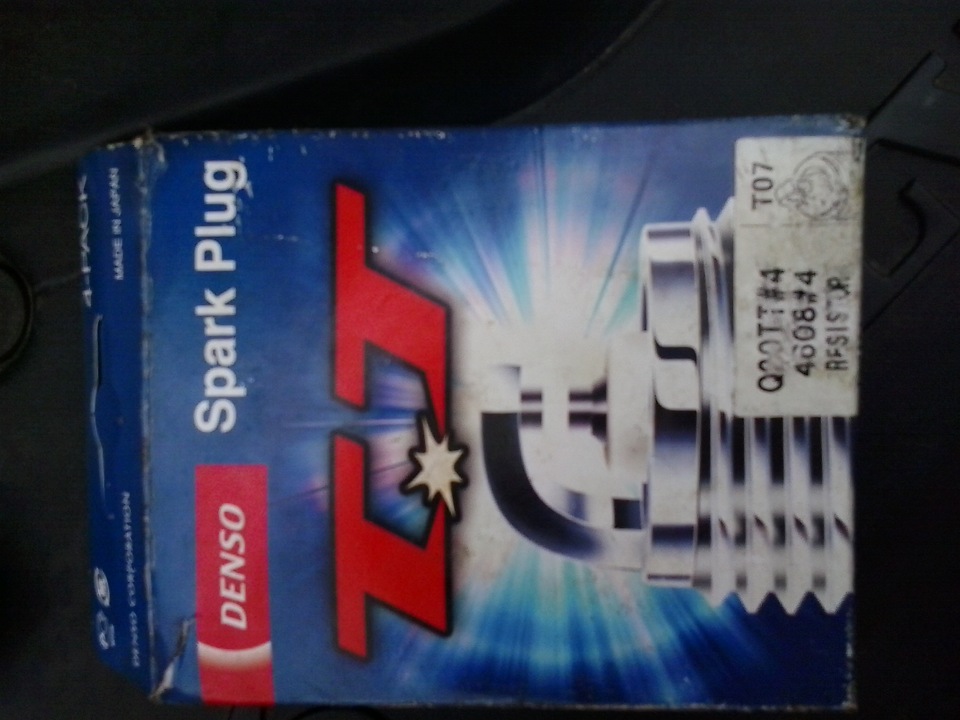 4 PACK
MADE IN JAPAN
DENSO CORPORATION
DENSO Spark Plug
TT
T07
Q20TT#4
4608#4
RESISTOR